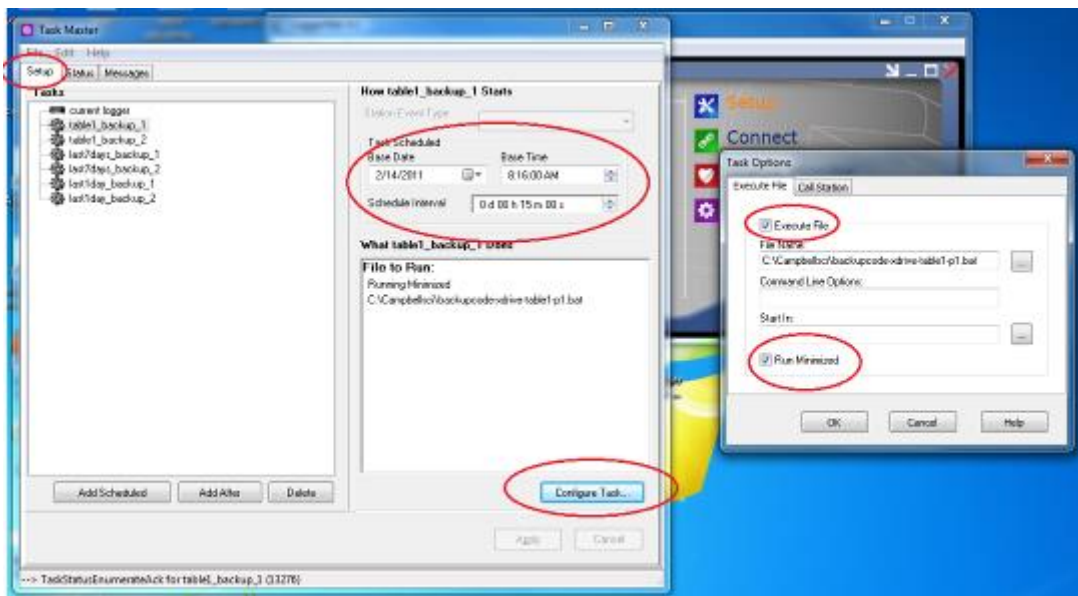 Task Master
File Edit Help
Setup Status Messages
Tasks
current logger
table1_backup_1
table1_backup_2
last7days_backup_1
last7days_backup_2
last1day_backup_1
last1day_backup_2
Add Scheduled Add After Delete
How table1_backup_1 Starts
Station Event Type
Task Scheduled
Base Date Base Time
2/14/2011 8:16:00 AM
Schedule Interval 0 d 00 h 15 m 00 s
What table1_backup_1 Does
File to Run:
Running Minimized
C:\Campbellsci\backupcode-xdrive-table1-p1.bat
Configure Task...
Apply Cancel
--> TaskStatusEnumerateAck for table1_backup_1 (13276)
Setup
Connect
Task Options
Execute File Call Station
Execute File
File Name:
C:\Campbellsci\backupcode-xdrive-table1-p1.bat
...
Command Line Options:
Start In:
...
Run Minimized
OK Cancel Help